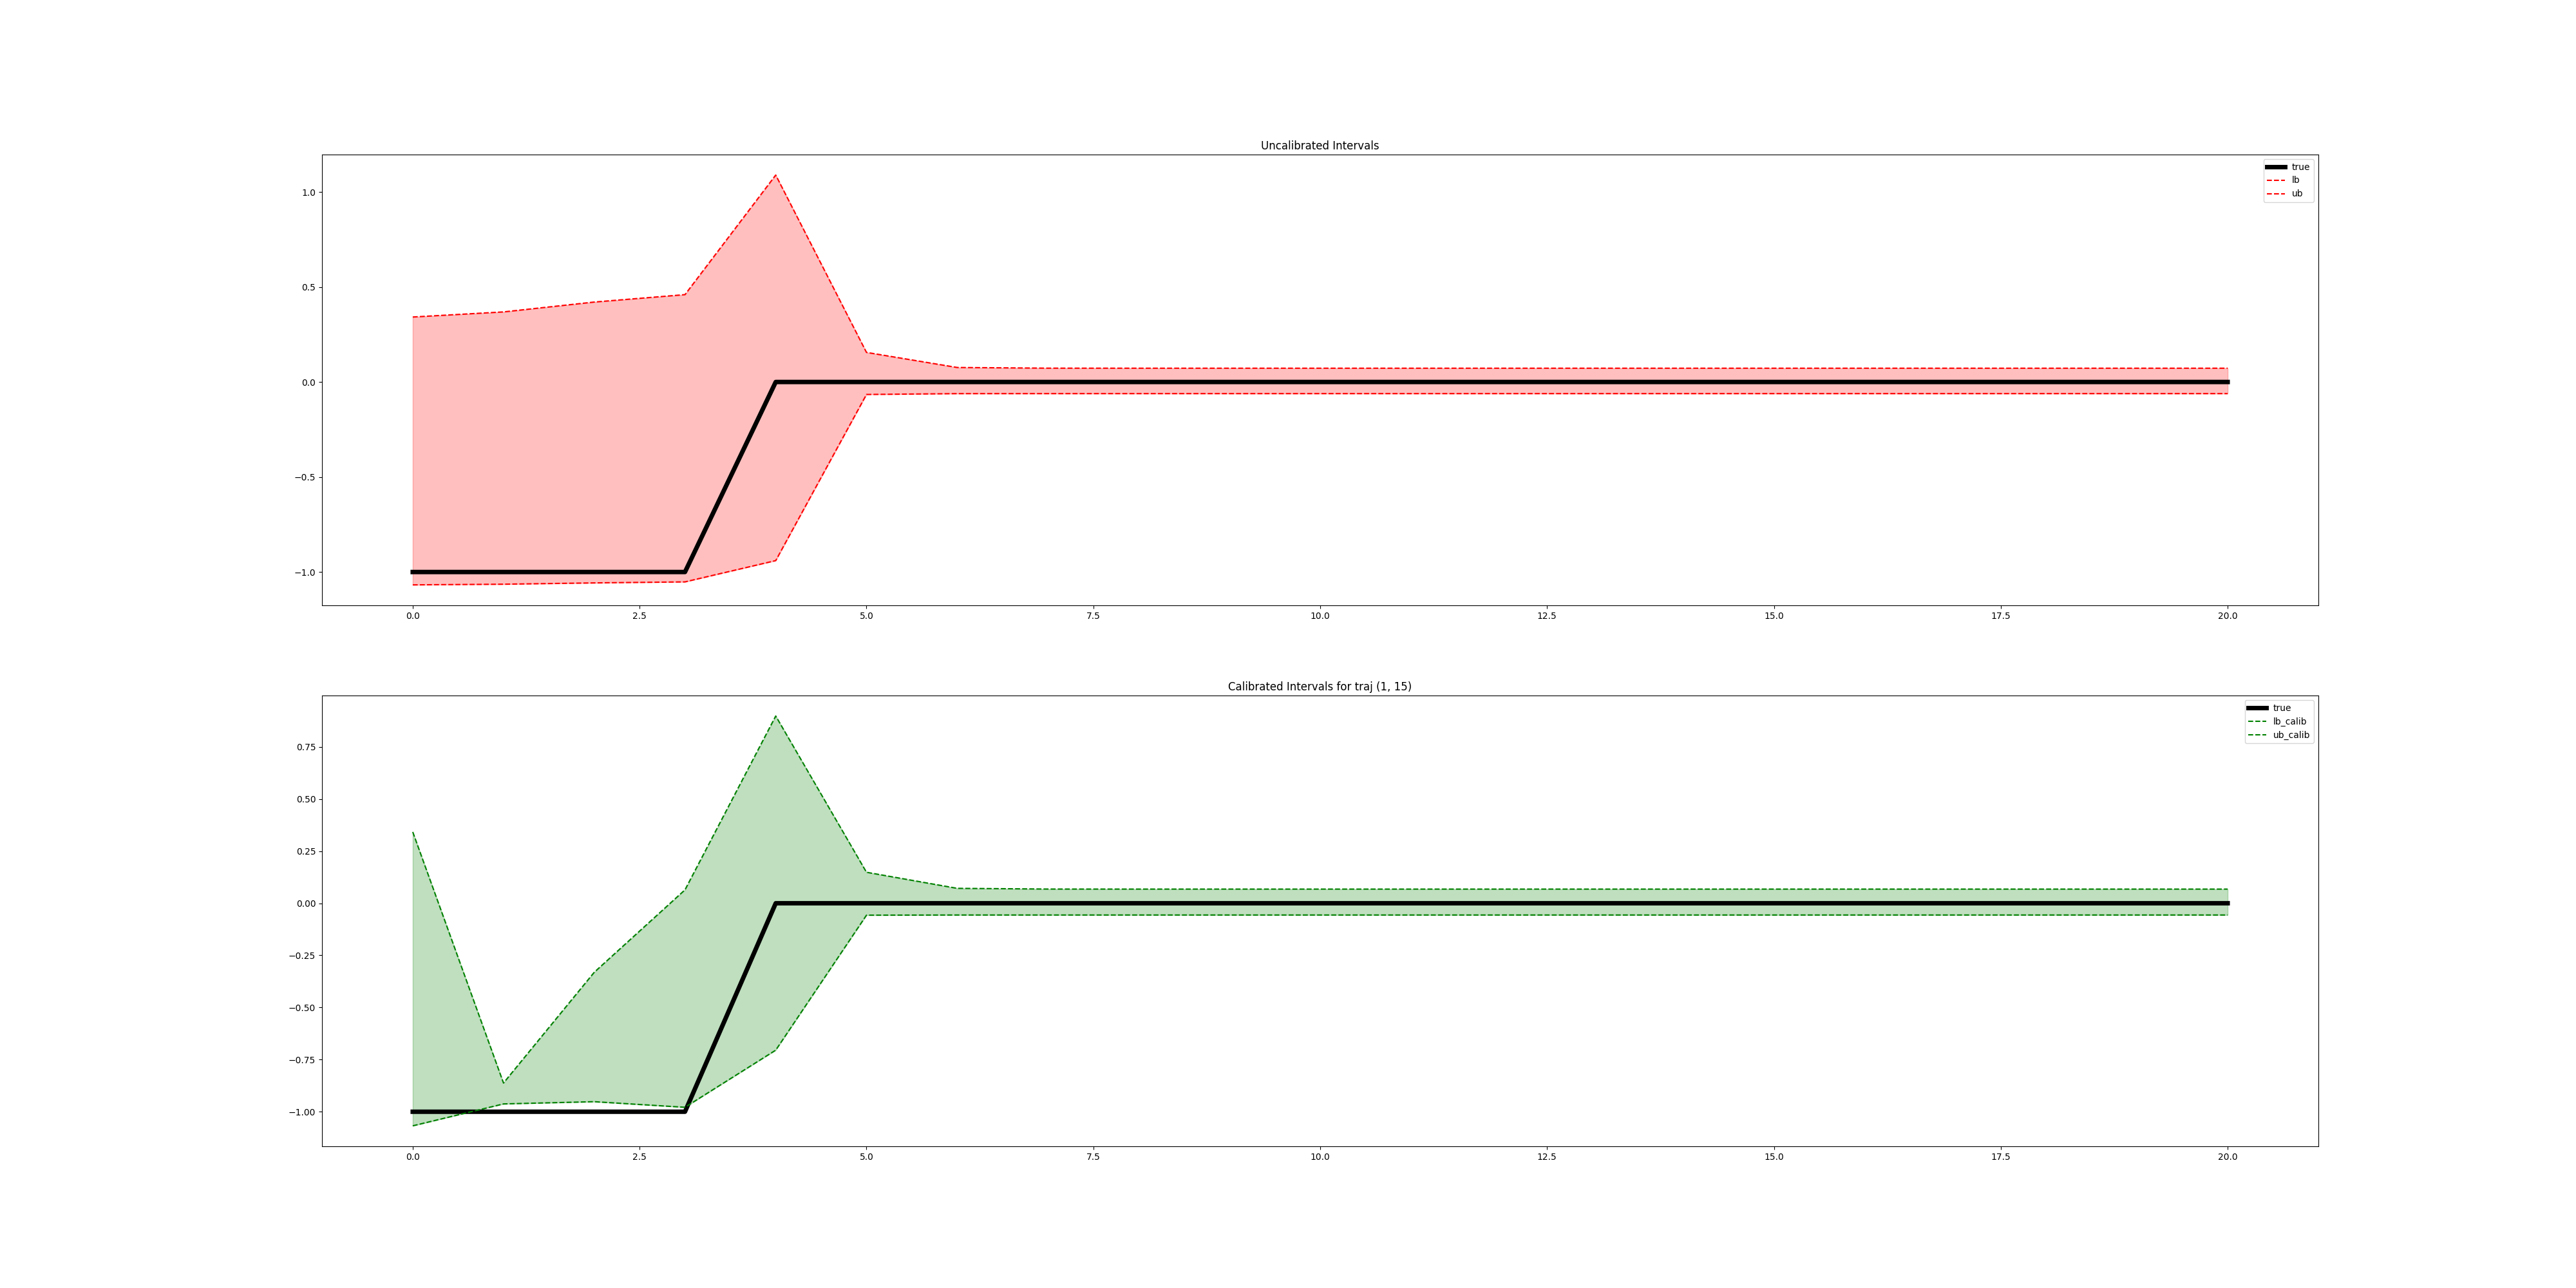 Uncalibrated Intervals
true
lb
ub
1.0
0.5
0.0
−0.5
−1.0
0.0 2.5 5.0 7.5 10.0 12.5 15.0 17.5 20.0
Calibrated Intervals for traj (1, 15)
true
lb_calib
ub_calib
0.75
0.50
0.25
0.00
−0.25
−0.50
−0.75
−1.00
0.0 2.5 5.0 7.5 10.0 12.5 15.0 17.5 20.0